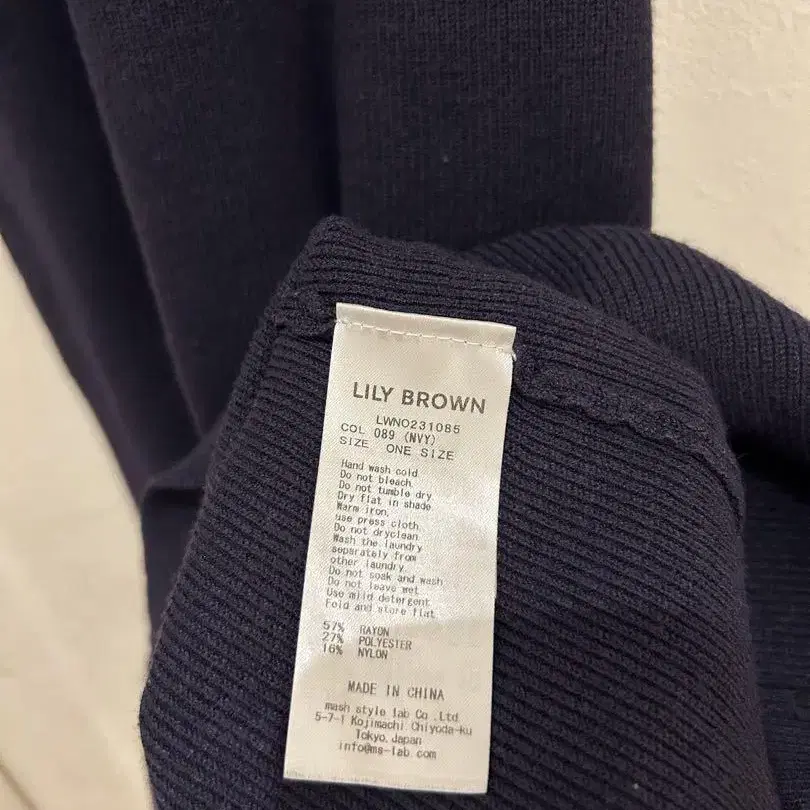 LILY BROWN
LWNO231085
COL 089 (NVY)
SIZE ONE SIZE
Hand wash cold
Do not bleach
Do not tumble dry
Dry flat in shade
Warm iron,
use press cloth
Do not dryclean
Wash the laundry
separately from
other laundry
Do not soak and wash
Do not leave wet
Use mild detergent
Fold and store flat
57% RAYON
27% POLYESTER
16% NYLON
MADE IN CHINA
mash style lab Co .Ltd
5-7-1 Kojimachi Chiyoda-ku
Tokyo.Japan
info@ms-lab.com